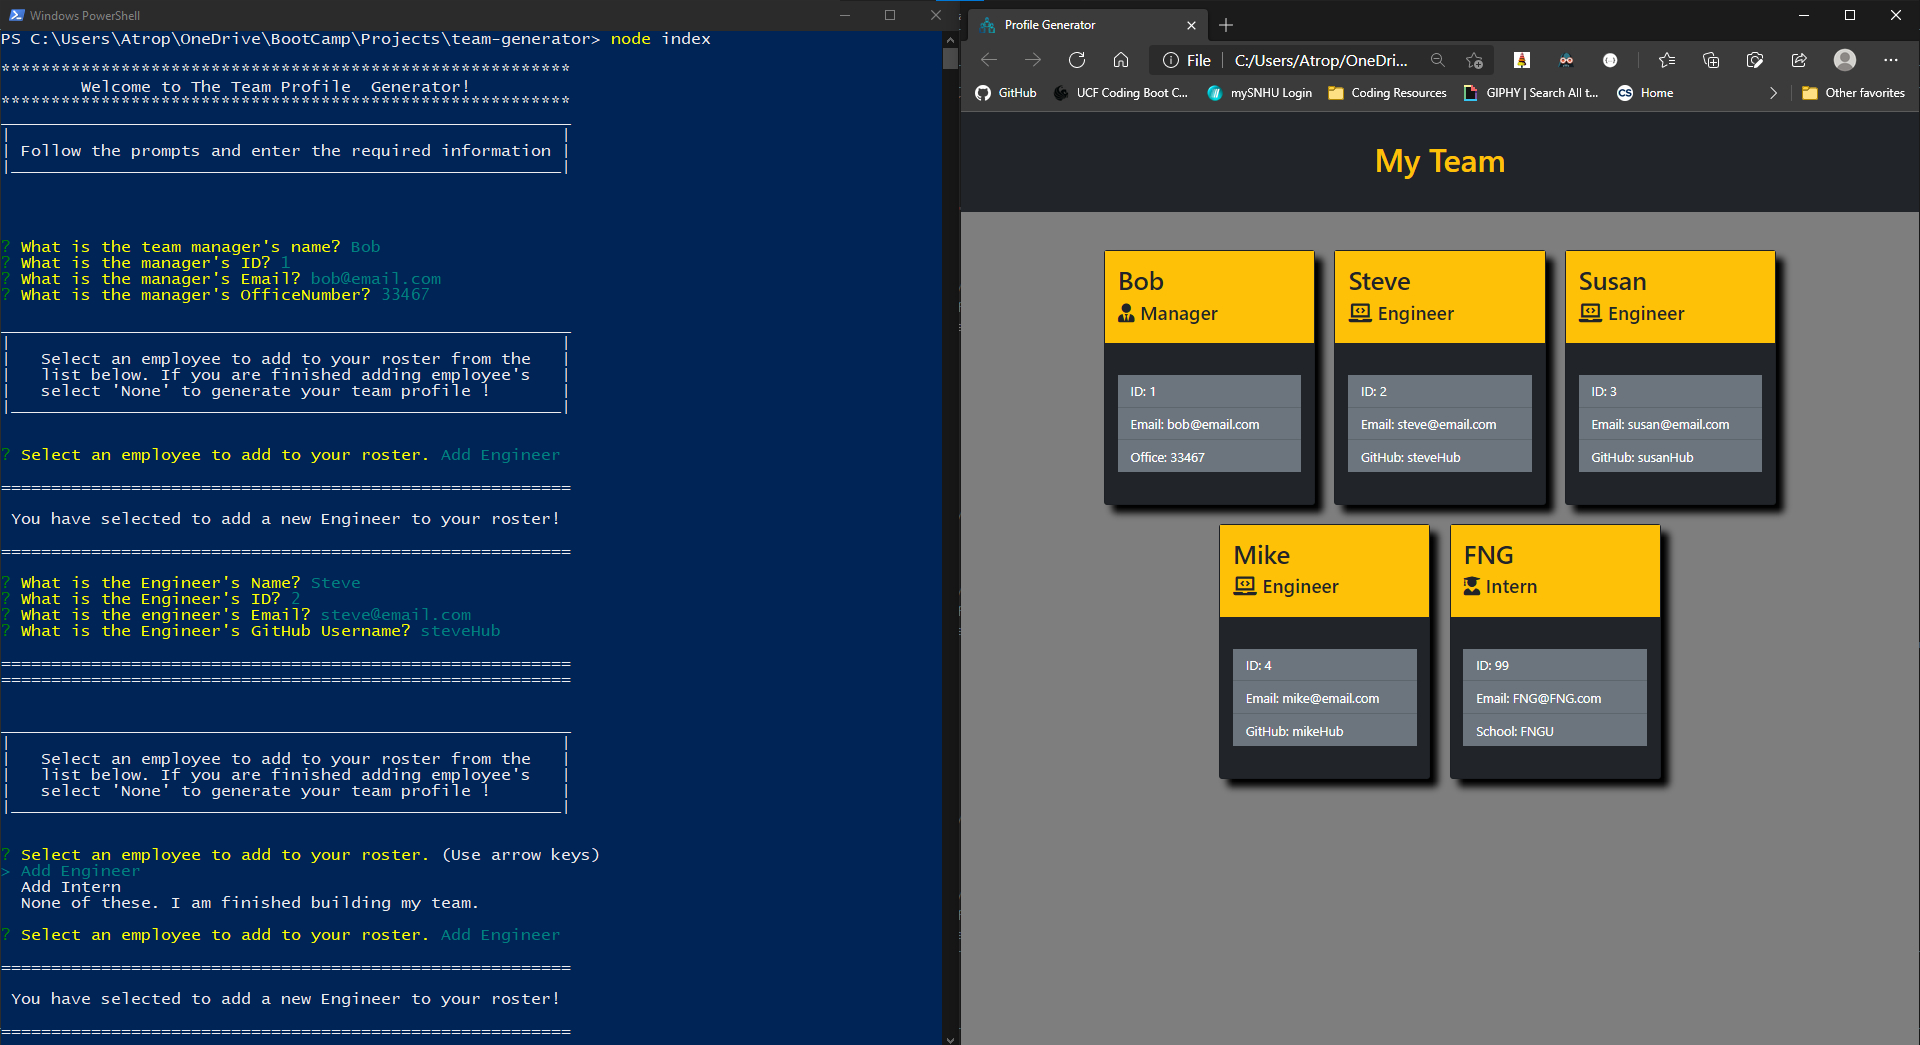 Windows PowerShell
PS C:\Users\Atrop\OneDrive\BootCamp\Projects\team-generator> node index
*********************************************************
Welcome to The Team Profile  Generator!
*********************************************************
Follow the prompts and enter the required information
? What is the team manager's name? Bob
? What is the manager's ID? 1
? What is the manager's Email? bob@email.com
? What is the manager's OfficeNumber? 33467
Select an employee to add to your roster from the
list below. If you are finished adding employee's
select 'None' to generate your team profile !
? Select an employee to add to your roster. Add Engineer
=========================================================
You have selected to add a new Engineer to your roster!
=========================================================
? What is the Engineer's Name? Steve
? What is the Engineer's ID? 2
? What is the engineer's Email? steve@email.com
? What is the Engineer's GitHub Username? steveHub
=========================================================
=========================================================
Select an employee to add to your roster from the
list below. If you are finished adding employee's
select 'None' to generate your team profile !
? Select an employee to add to your roster. (Use arrow keys)
> Add Engineer
Add Intern
None of these. I am finished building my team.
? Select an employee to add to your roster. Add Engineer
=========================================================
You have selected to add a new Engineer to your roster!
=========================================================
Profile Generator
File C:/Users/Atrop/OneDri...
GitHub UCF Coding Boot C... mySNHU Login Coding Resources GIPHY | Search All t... CS Home Other favorites
My Team
Bob
Manager
ID: 1
Email: bob@email.com
Office: 33467
Steve
Engineer
ID: 2
Email: steve@email.com
GitHub: steveHub
Susan
Engineer
ID: 3
Email: susan@email.com
GitHub: susanHub
Mike
Engineer
ID: 4
Email: mike@email.com
GitHub: mikeHub
FNG
Intern
ID: 99
Email: FNG@FNG.com
School: FNGU